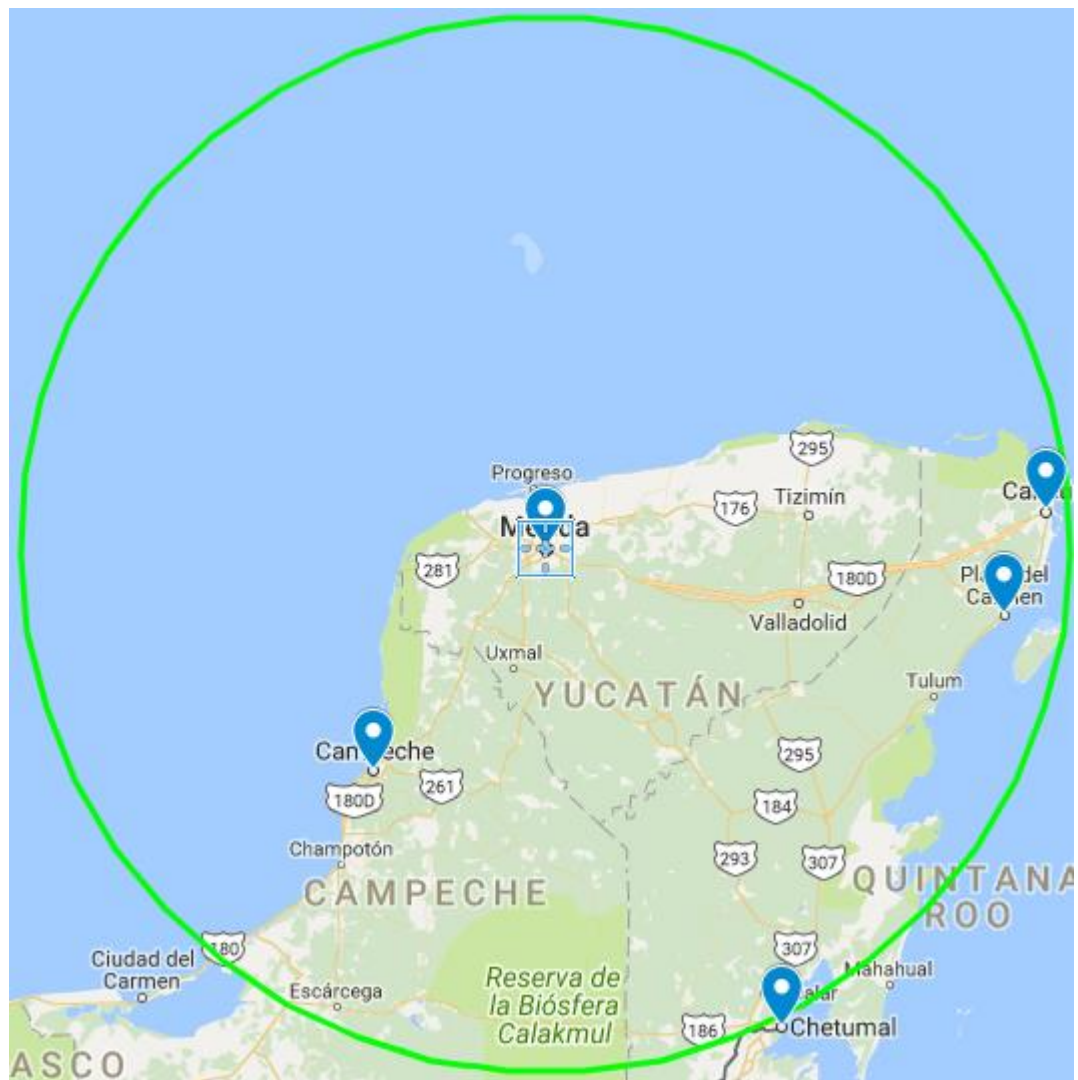 295
Progreso
176
Tizimín
281
180D
Valladolid
Uxmal
YUCATÁN
Tulum
295
261
180D
184
Champotón
293
307
CAMPECHE
QUINTANA
ROO
180
Ciudad del
Carmen
307
Mahahual
Reserva de
la Biósfera
Calakmul
Escárcega
186
Chetumal
ASCO